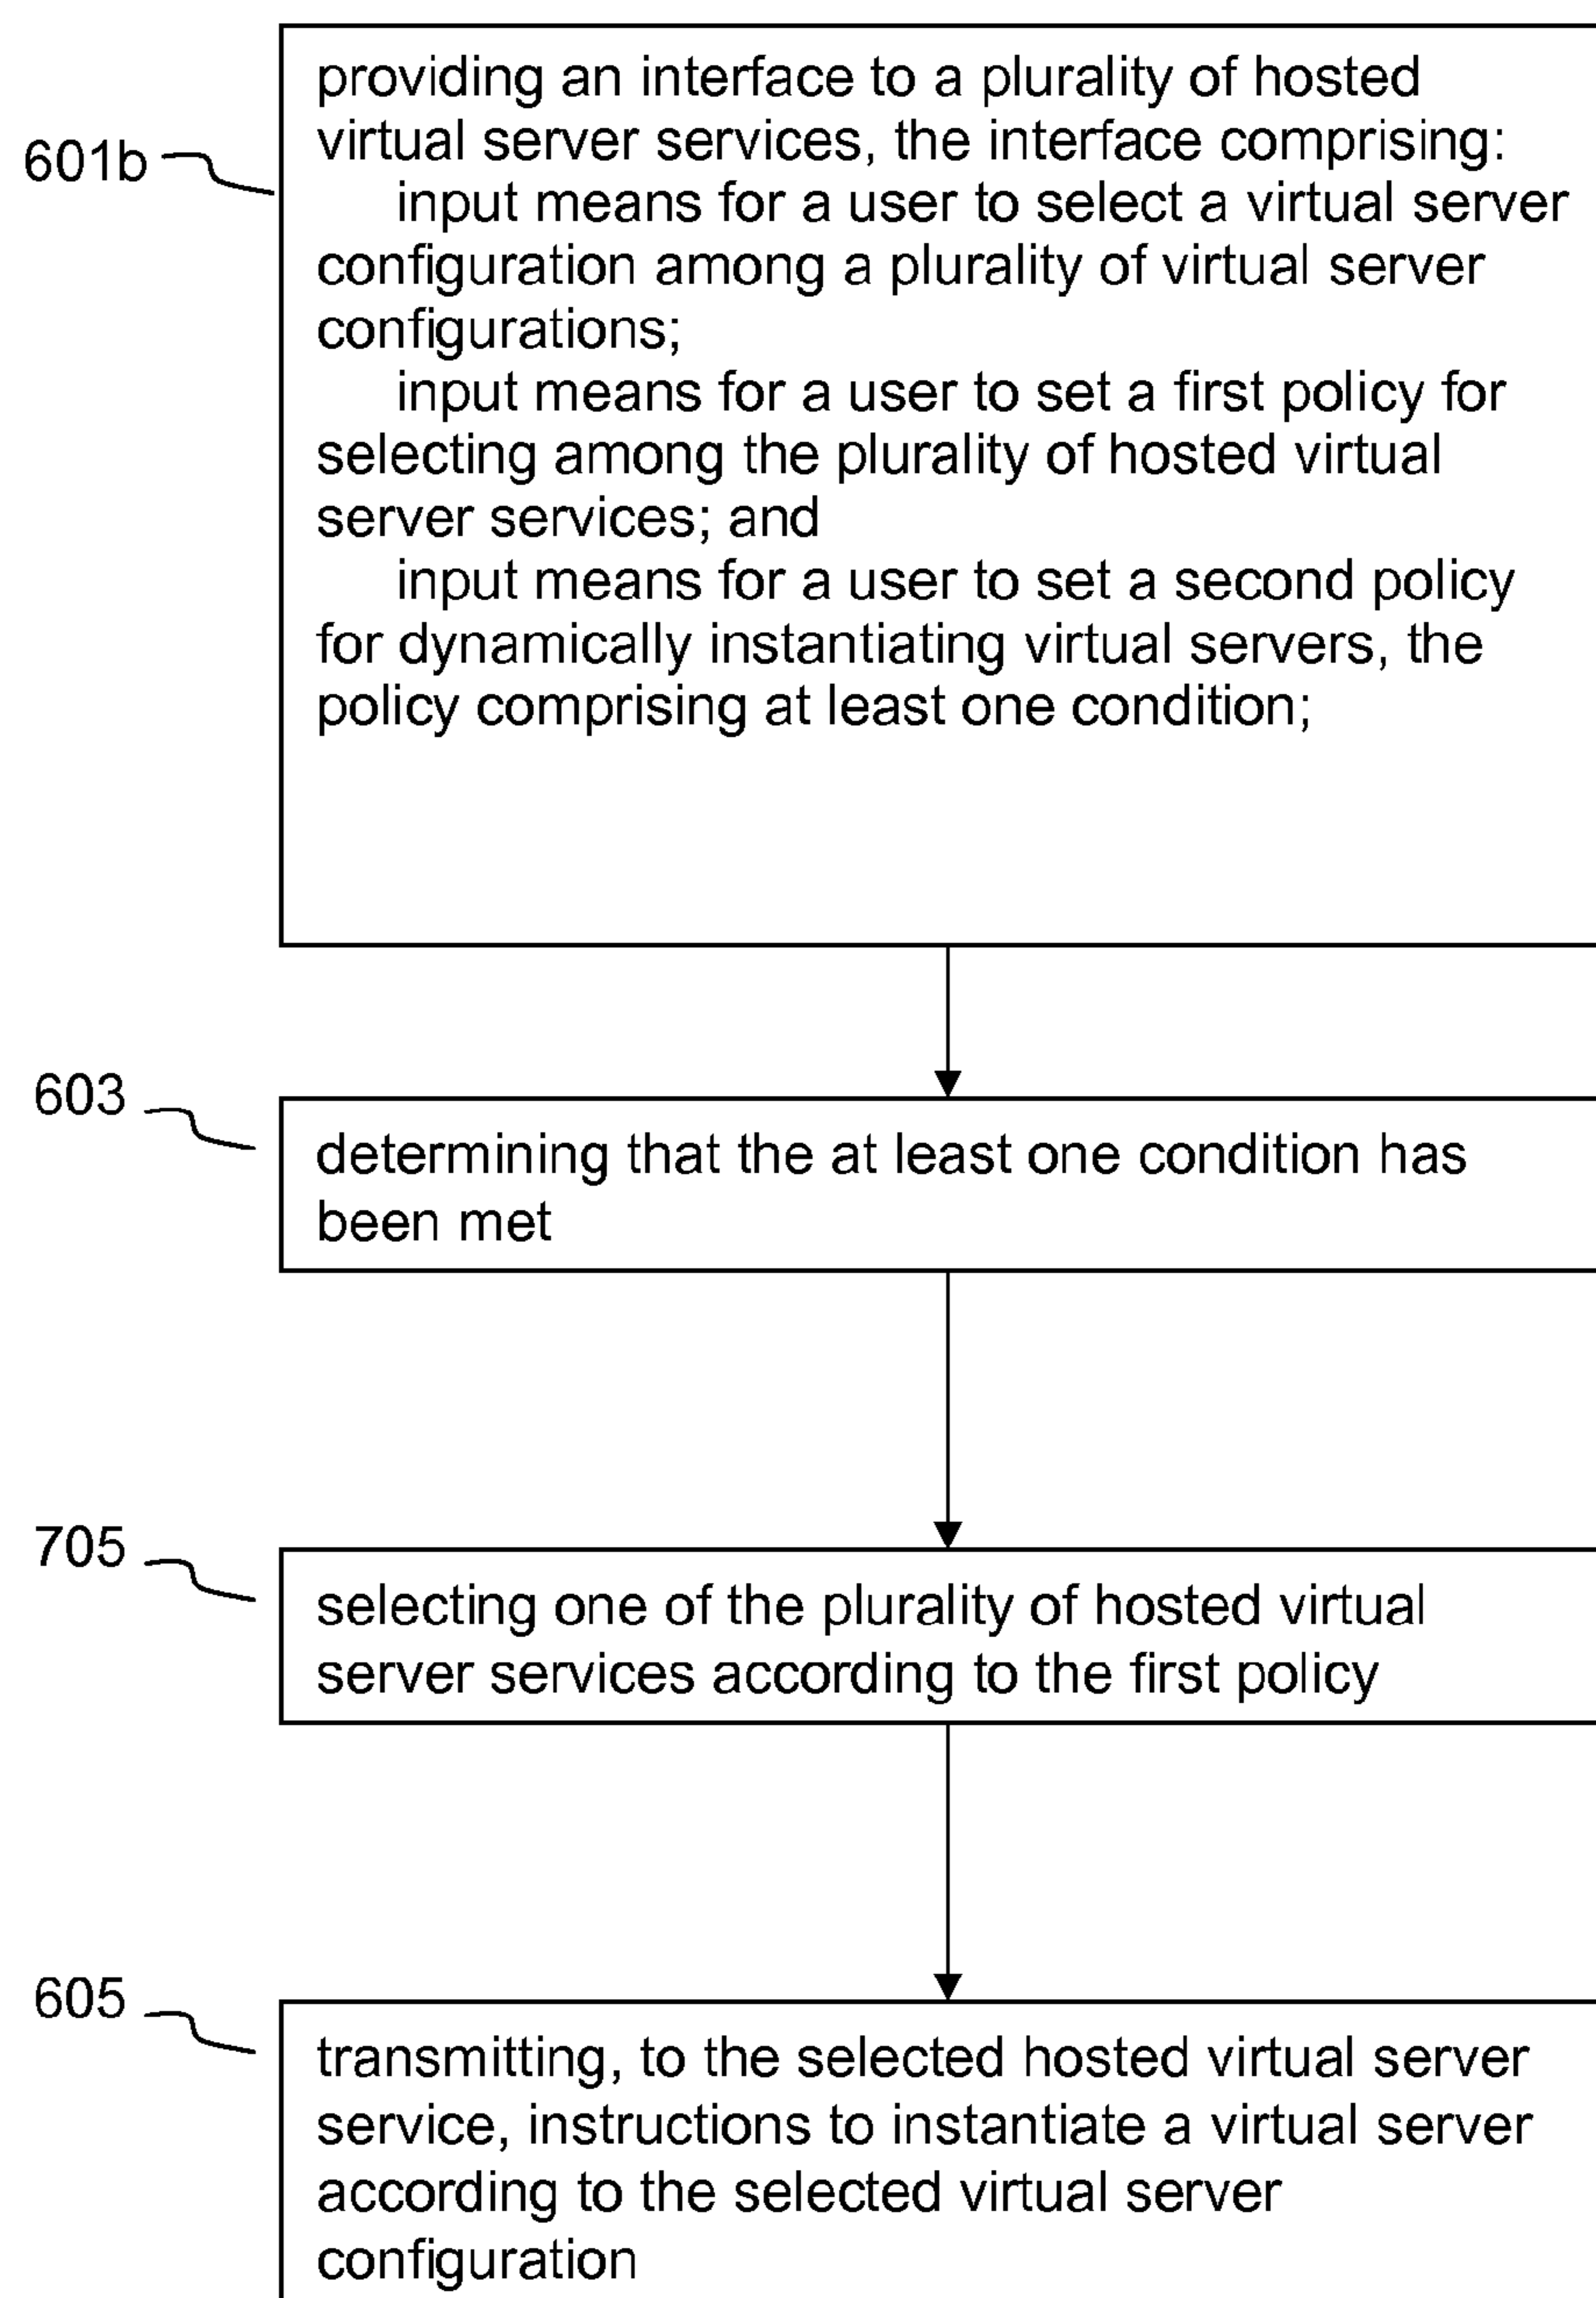 providing an interface to a plurality of hosted
virtual server services, the interface comprising:
601b
input means for a user to select a virtual server
configuration among a plurality of virtual server
configurations;
input means for a user to set a first policy for
selecting among the plurality of hosted virtual
server services; and
input means for a user to set a second policy
for dynamically instantiating virtual servers, the
policy comprising at least one condition;
603
determining that the at least one condition has
been met
705
selecting one of the plurality of hosted virtual
server services according to the first policy
605
transmitting, to the selected hosted virtual server
service, instructions to instantiate a virtual server
according to the selected virtual server
configuration